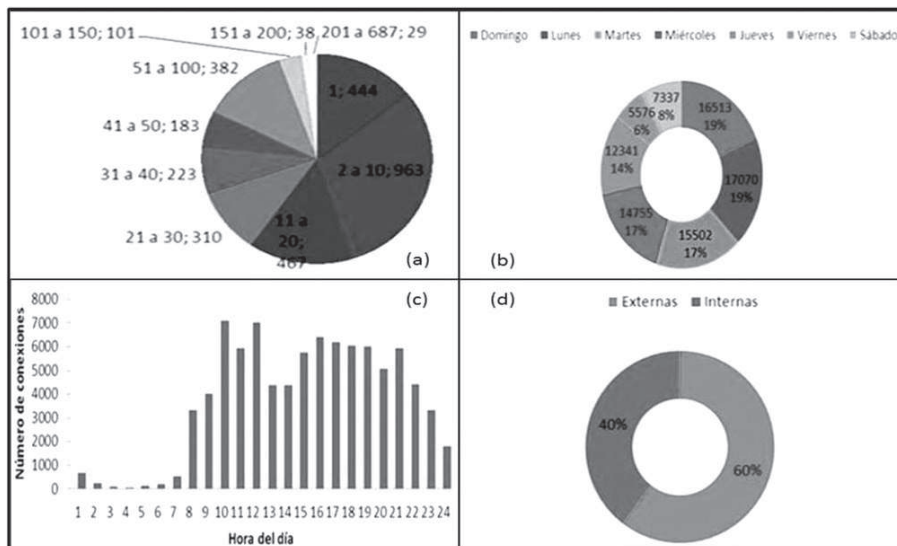 101 a 150; 101
151 a 200; 38
201 a 687; 29
51 a 100; 382
1; 444
41 a 50; 183
2 a 10; 963
31 a 40; 223
11 a
20;
467
21 a 30; 310
(a)
Domingo Lunes Martes Miércoles Jueves Viernes Sábado
7337
8%
16513
19%
5576
6%
12341
14%
17070
19%
14755
17%
15502
17%
(b)
(c)
Número de conexiones
8000
7000
6000
5000
4000
3000
2000
1000
0
1 2 3 4 5 6 7 8 9 10 11 12 13 14 15 16 17 18 19 20 21 22 23 24
Hora del día
(d)
Externas Internas
40%
60%